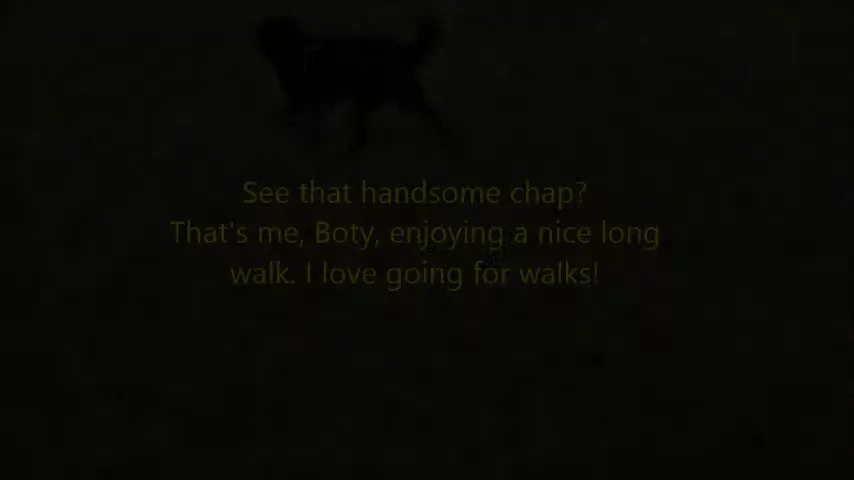 See that handsome chap?
That's me, Boty, enjoying a nice long
walk. I love going for walks!